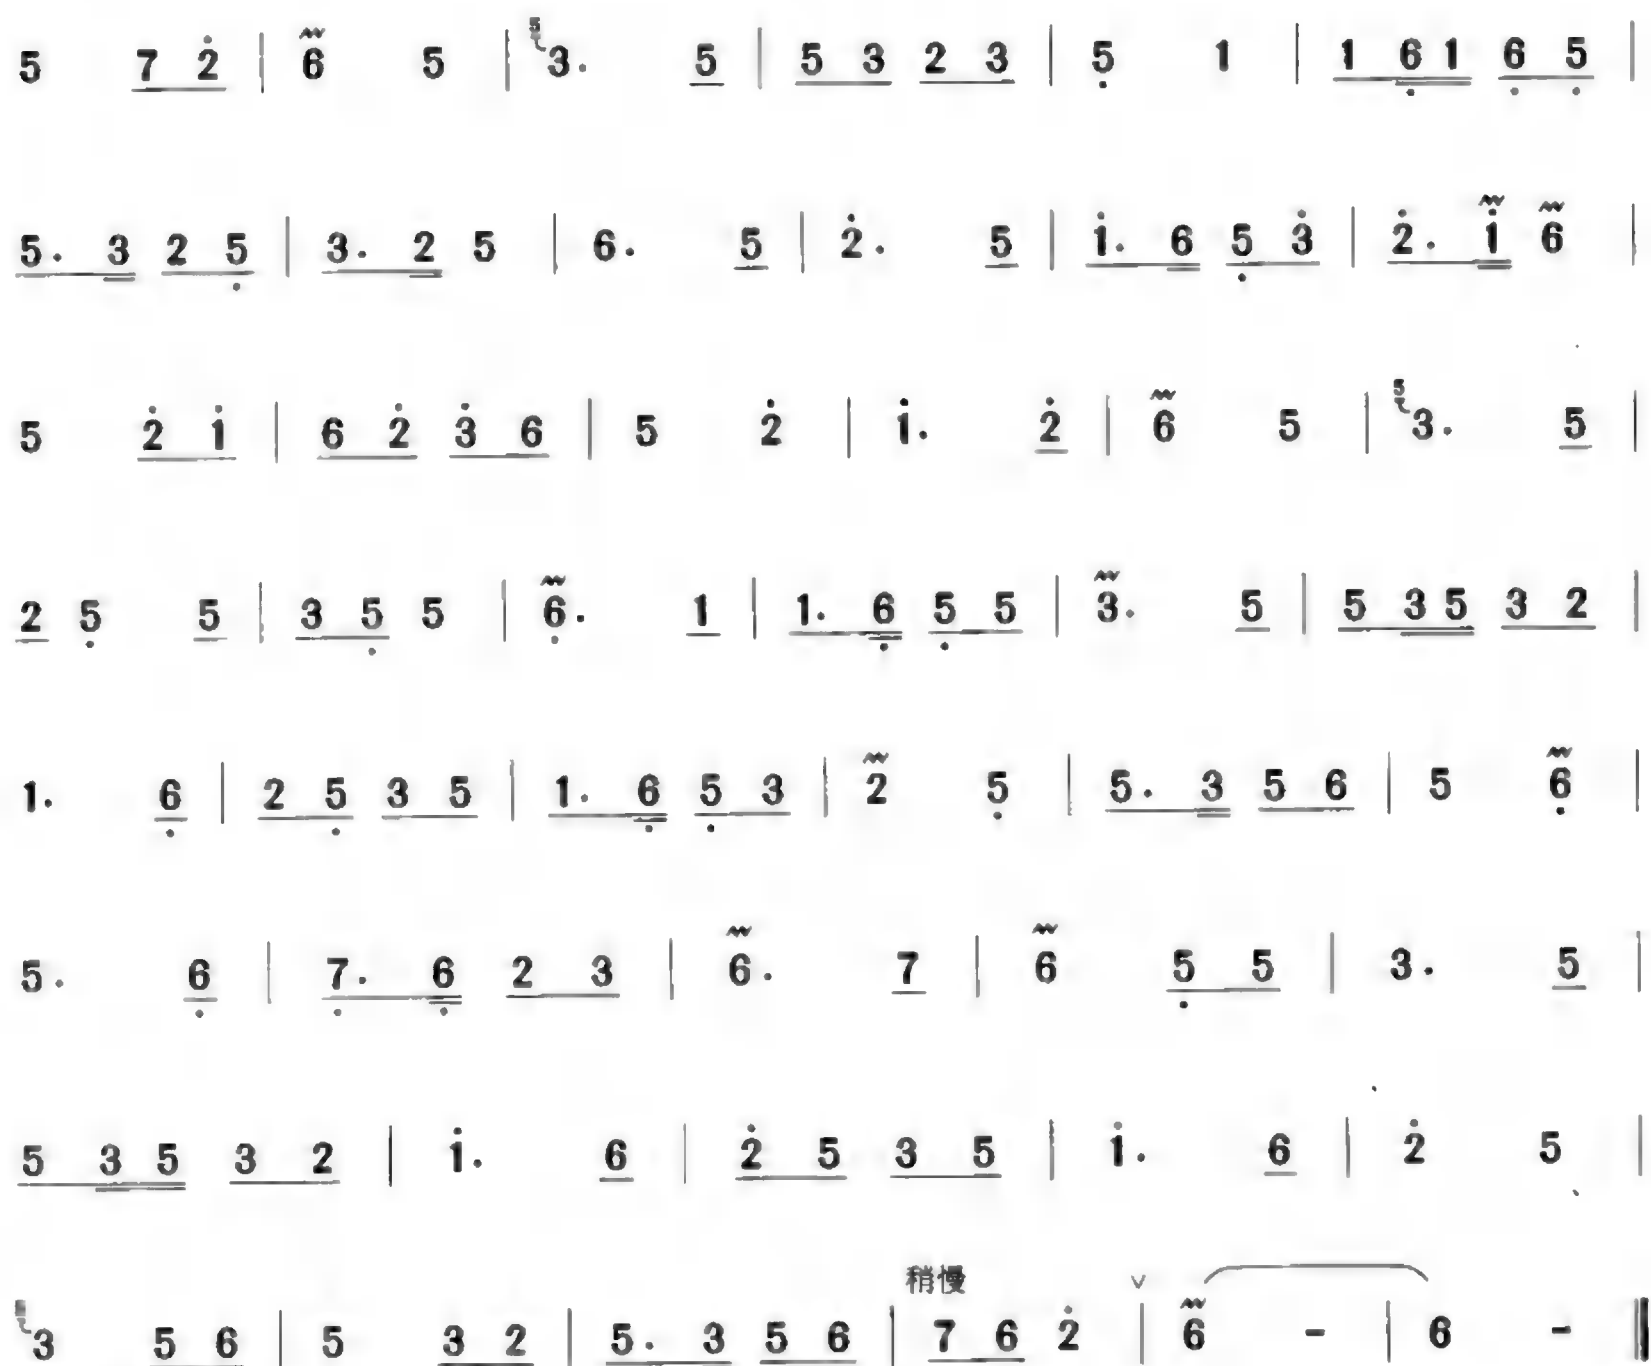 5 7 2̇ | 6 5 | 5 3. 5 | 5 3 2 3 | 5̣ 1 | 1 6̣ 1 6̣ 5̣ |
5. 3 2 5̣ | 3. 2 5 | 6. 5 | 2̇. 5 | 1̇. 6 5̣ 3̇ | 2̇. 1̇ 6 |
5 2̇ 1̇ | 6 2̇ 3̇ 6 | 5 2̇ | 1̇. 2̇ | 6 5 | 5 3. 5 |
2 5̣ 5 | 3 5̣ 5 | 6̣. 1 | 1. 6̣ 5̣ 5 | 3. 5 | 5 3 5 3 2 |
1. 6̣ | 2 5̣ 3 5 | 1. 6̣ 5̣ 3 | 2 5̣ | 5. 3 5 6 | 5 6̣ |
5. 6̣ | 7̣. 6̣ 2 3 | 6. 7 | 6 5̣ 5 | 3. 5 |
5 3 5 3 2 | 1̇. 6 | 2̇ 5 3 5 | 1̇. 6 | 2̇ 5 |
稍慢 ∨
3 5 6 | 5 3 2 | 5. 3 5 6 | 7 6 2̇ | 6 - | 6 - ‖